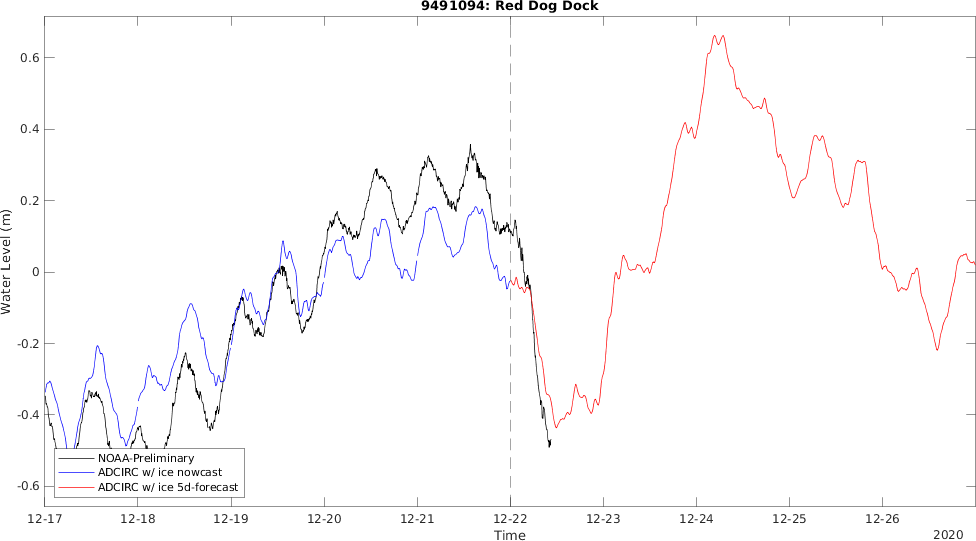 9491094: Red Dog Dock
Water Level (m)
0.6
0.4
0.2
0
-0.2
-0.4
-0.6
NOAA-Preliminary
ADCIRC w/ ice nowcast
ADCIRC w/ ice 5d-forecast
12-17 12-18 12-19 12-20 12-21 12-22 12-23 12-24 12-25 12-26
Time
2020